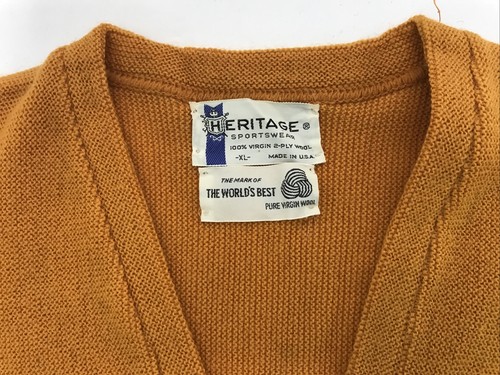 HERITAGE®
SPORTSWEAR
100% VIRGIN 2-PLY WOOL
-XL- MADE IN U.S.A.
THE MARK OF
THE WORLD'S BEST
PURE VIRGIN WOOL